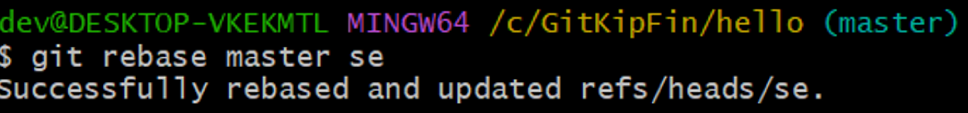 dev@DESKTOP-VKEKMTL MINGW64 /c/GitKipFin/hello (master)
$ git rebase master se
Successfully rebased and updated refs/heads/se.